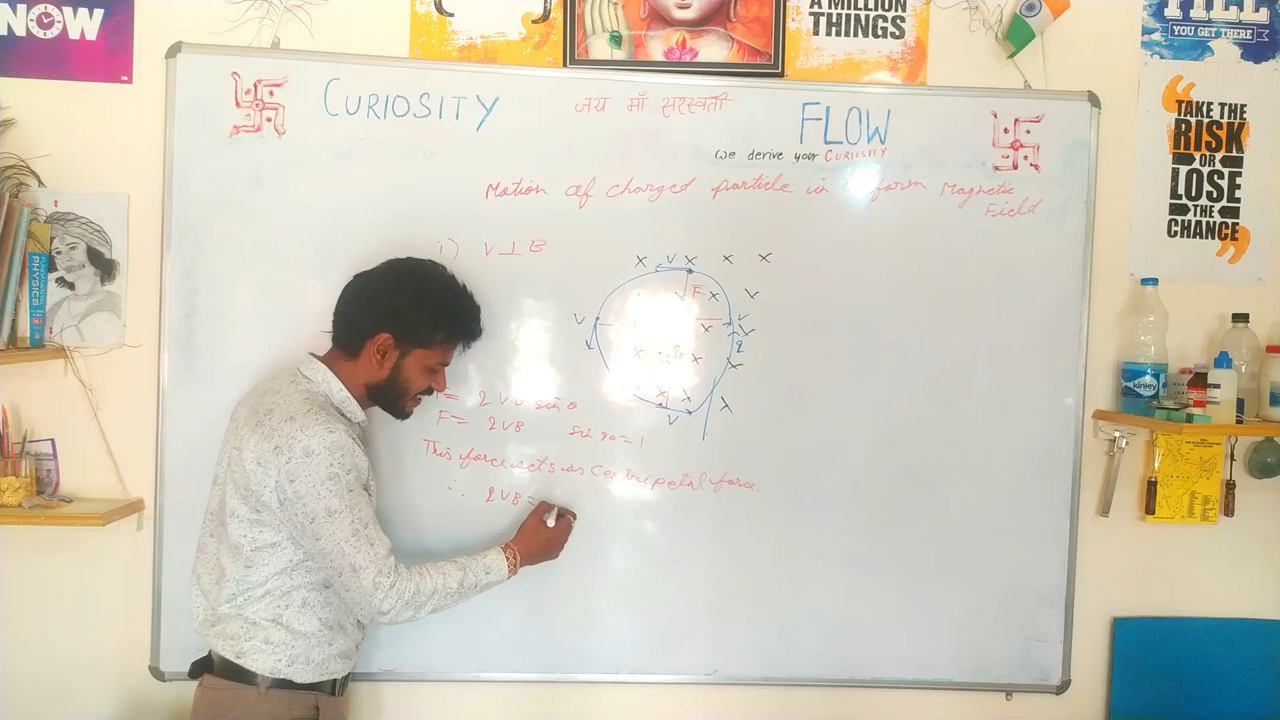 NOW
A MILLION
THINGS
YOU GET THERE
CURIOSITY
जय माँ सरस्वती
FLOW
We derive your CURIOSITY
Motion of charged particle in form Magnetic
Field
i) V⊥B
X V X X X
F X
V X V
X q
X X X
X X X
V
F= qVB sin θ
F= qVB sin 90=1
This force acts as Centripetal force.
∴ qVB =
TAKE THE
RISK
OR
LOSE
THE
CHANCE
PHYSICS
kinley